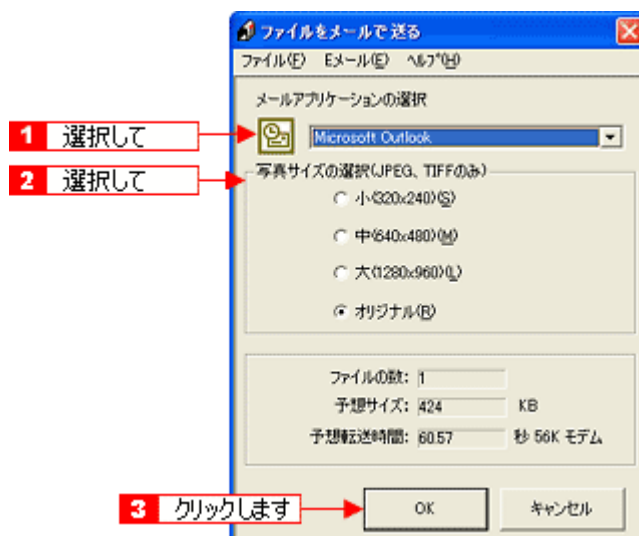 ファイルをメールで送る
ファイル(F) Eメール(E) ヘルプ(H)
メールアプリケーションの選択
1 選択して
Microsoft Outlook
2 選択して
写真サイズの選択(JPEG、TIFFのみ)
小(320x240)(S)
中(640x480)(M)
大(1280x960)(L)
オリジナル(R)
ファイルの数: 1
予想サイズ: 424 KB
予想転送時間: 60.57 秒 56K モデム
3 クリックします
OK キャンセル